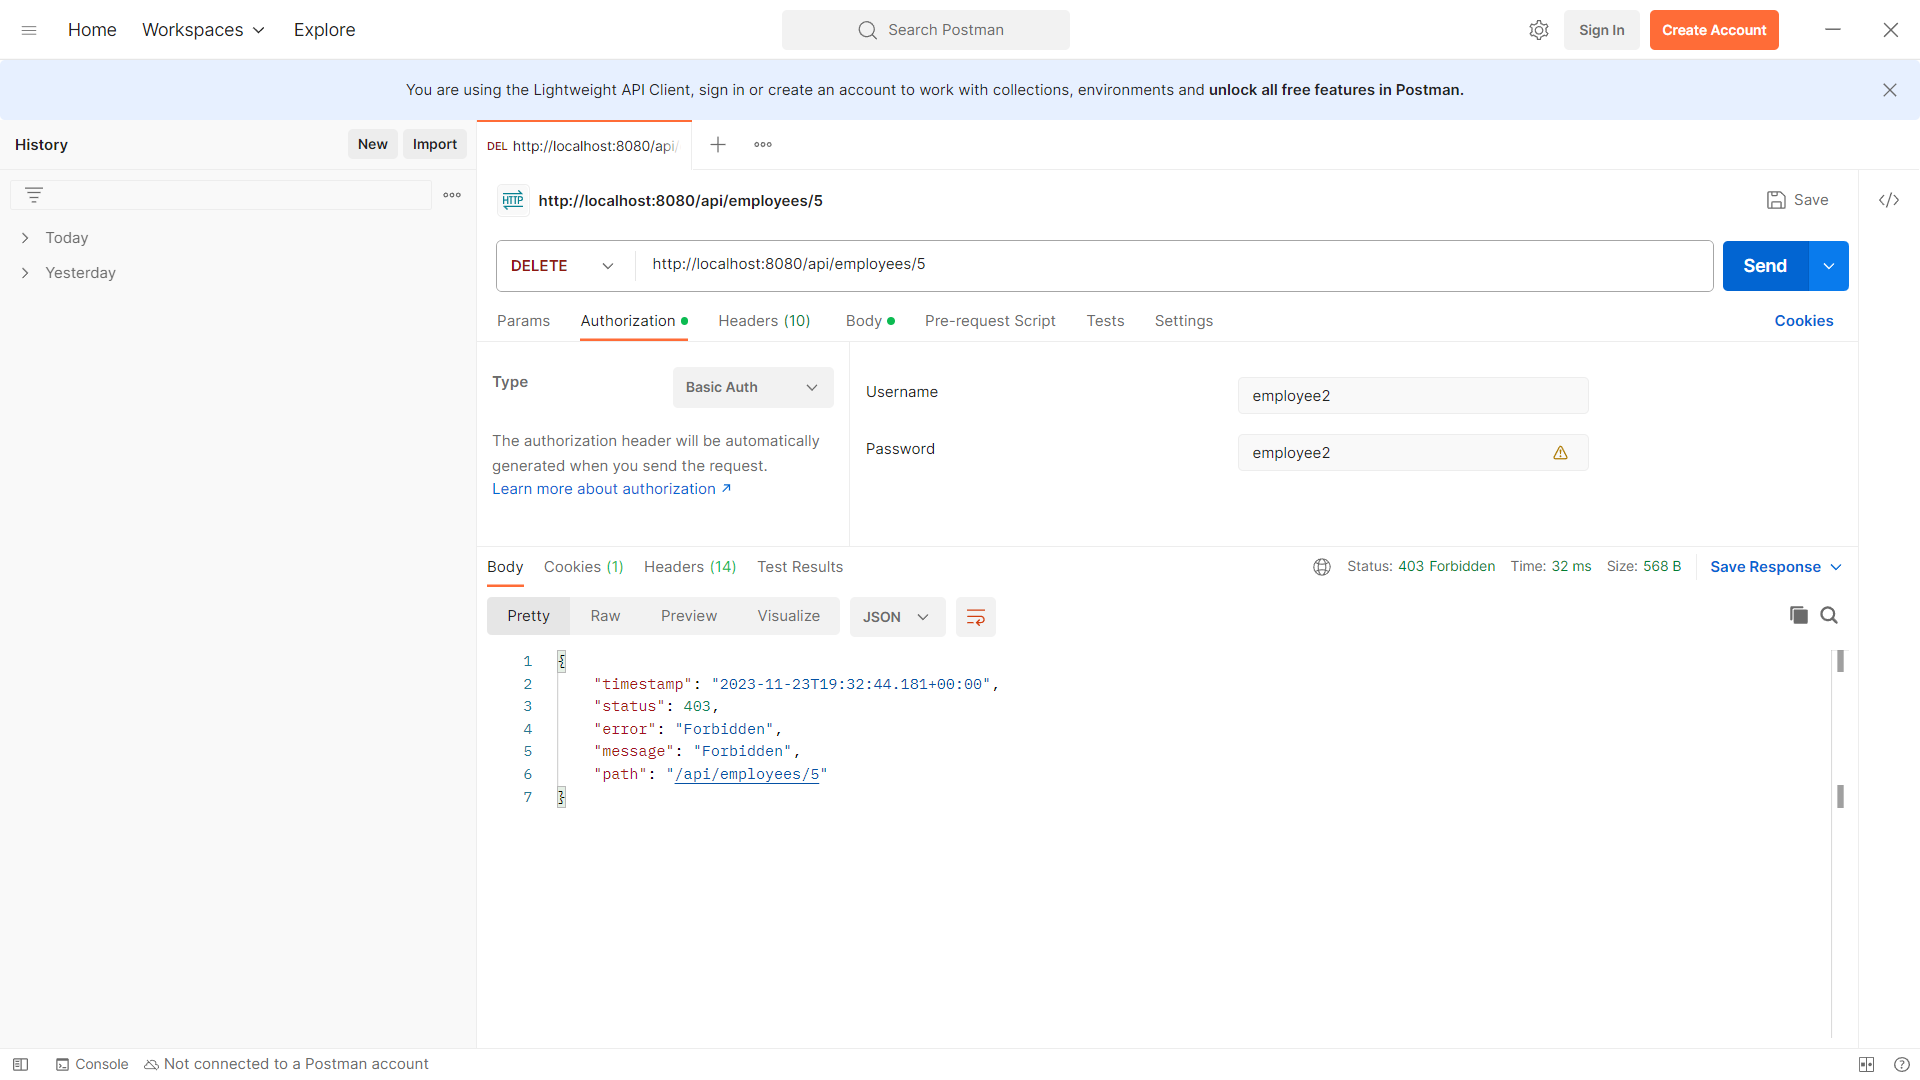 Home Workspaces Explore Search Postman Sign In Create Account
You are using the Lightweight API Client, sign in or create an account to work with collections, environments and unlock all free features in Postman.
History New Import DEL http://localhost:8080/api/
HTTP http://localhost:8080/api/employees/5 Save
Today
Yesterday
DELETE http://localhost:8080/api/employees/5 Send
Params Authorization Headers (10) Body Pre-request Script Tests Settings Cookies
Type Basic Auth
The authorization header will be automatically
generated when you send the request.
Learn more about authorization ↗
Username employee2
Password employee2
Body Cookies (1) Headers (14) Test Results Status: 403 Forbidden Time: 32 ms Size: 568 B Save Response
Pretty Raw Preview Visualize JSON
1 {
2 "timestamp": "2023-11-23T19:32:44.181+00:00",
3 "status": 403,
4 "error": "Forbidden",
5 "message": "Forbidden",
6 "path": "/api/employees/5"
7 }
Console Not connected to a Postman account